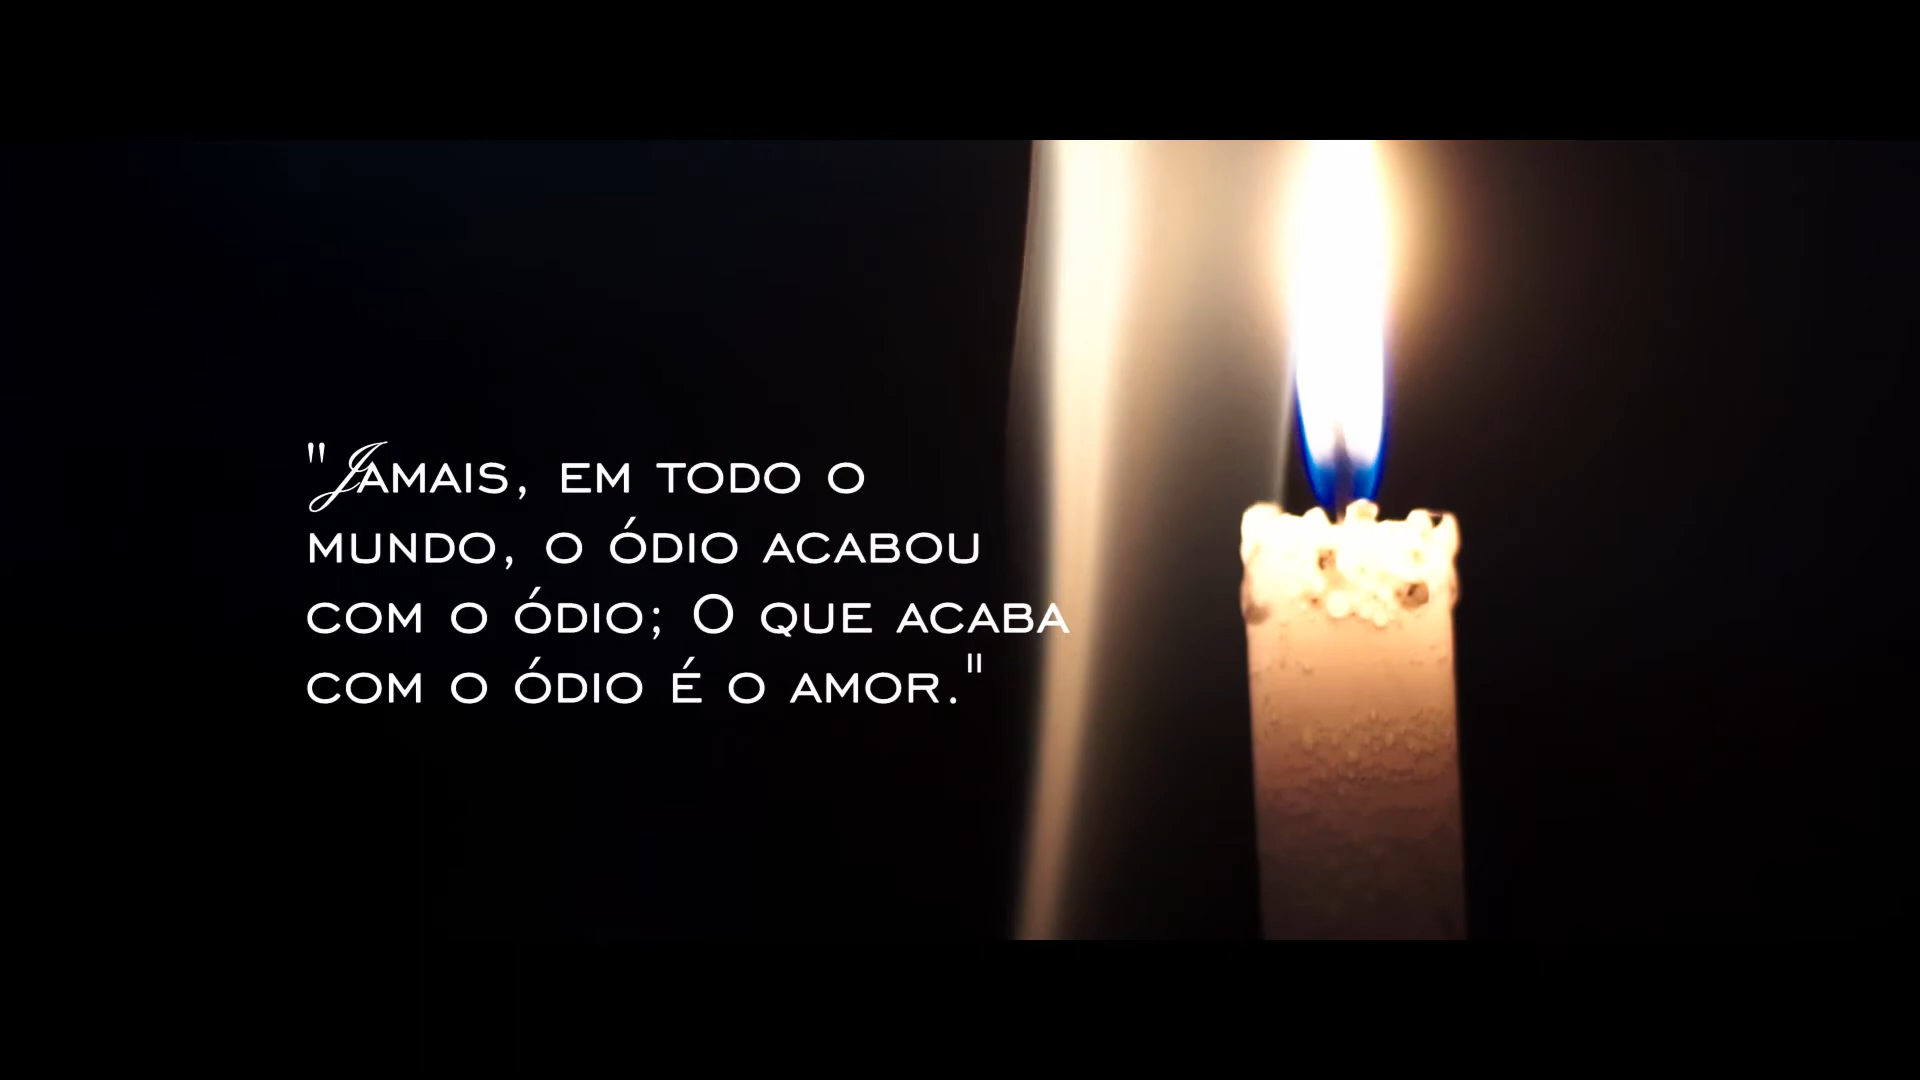 "Jamais, em todo o
mundo, o ódio acabou
com o ódio; O que acaba
com o ódio é o amor."